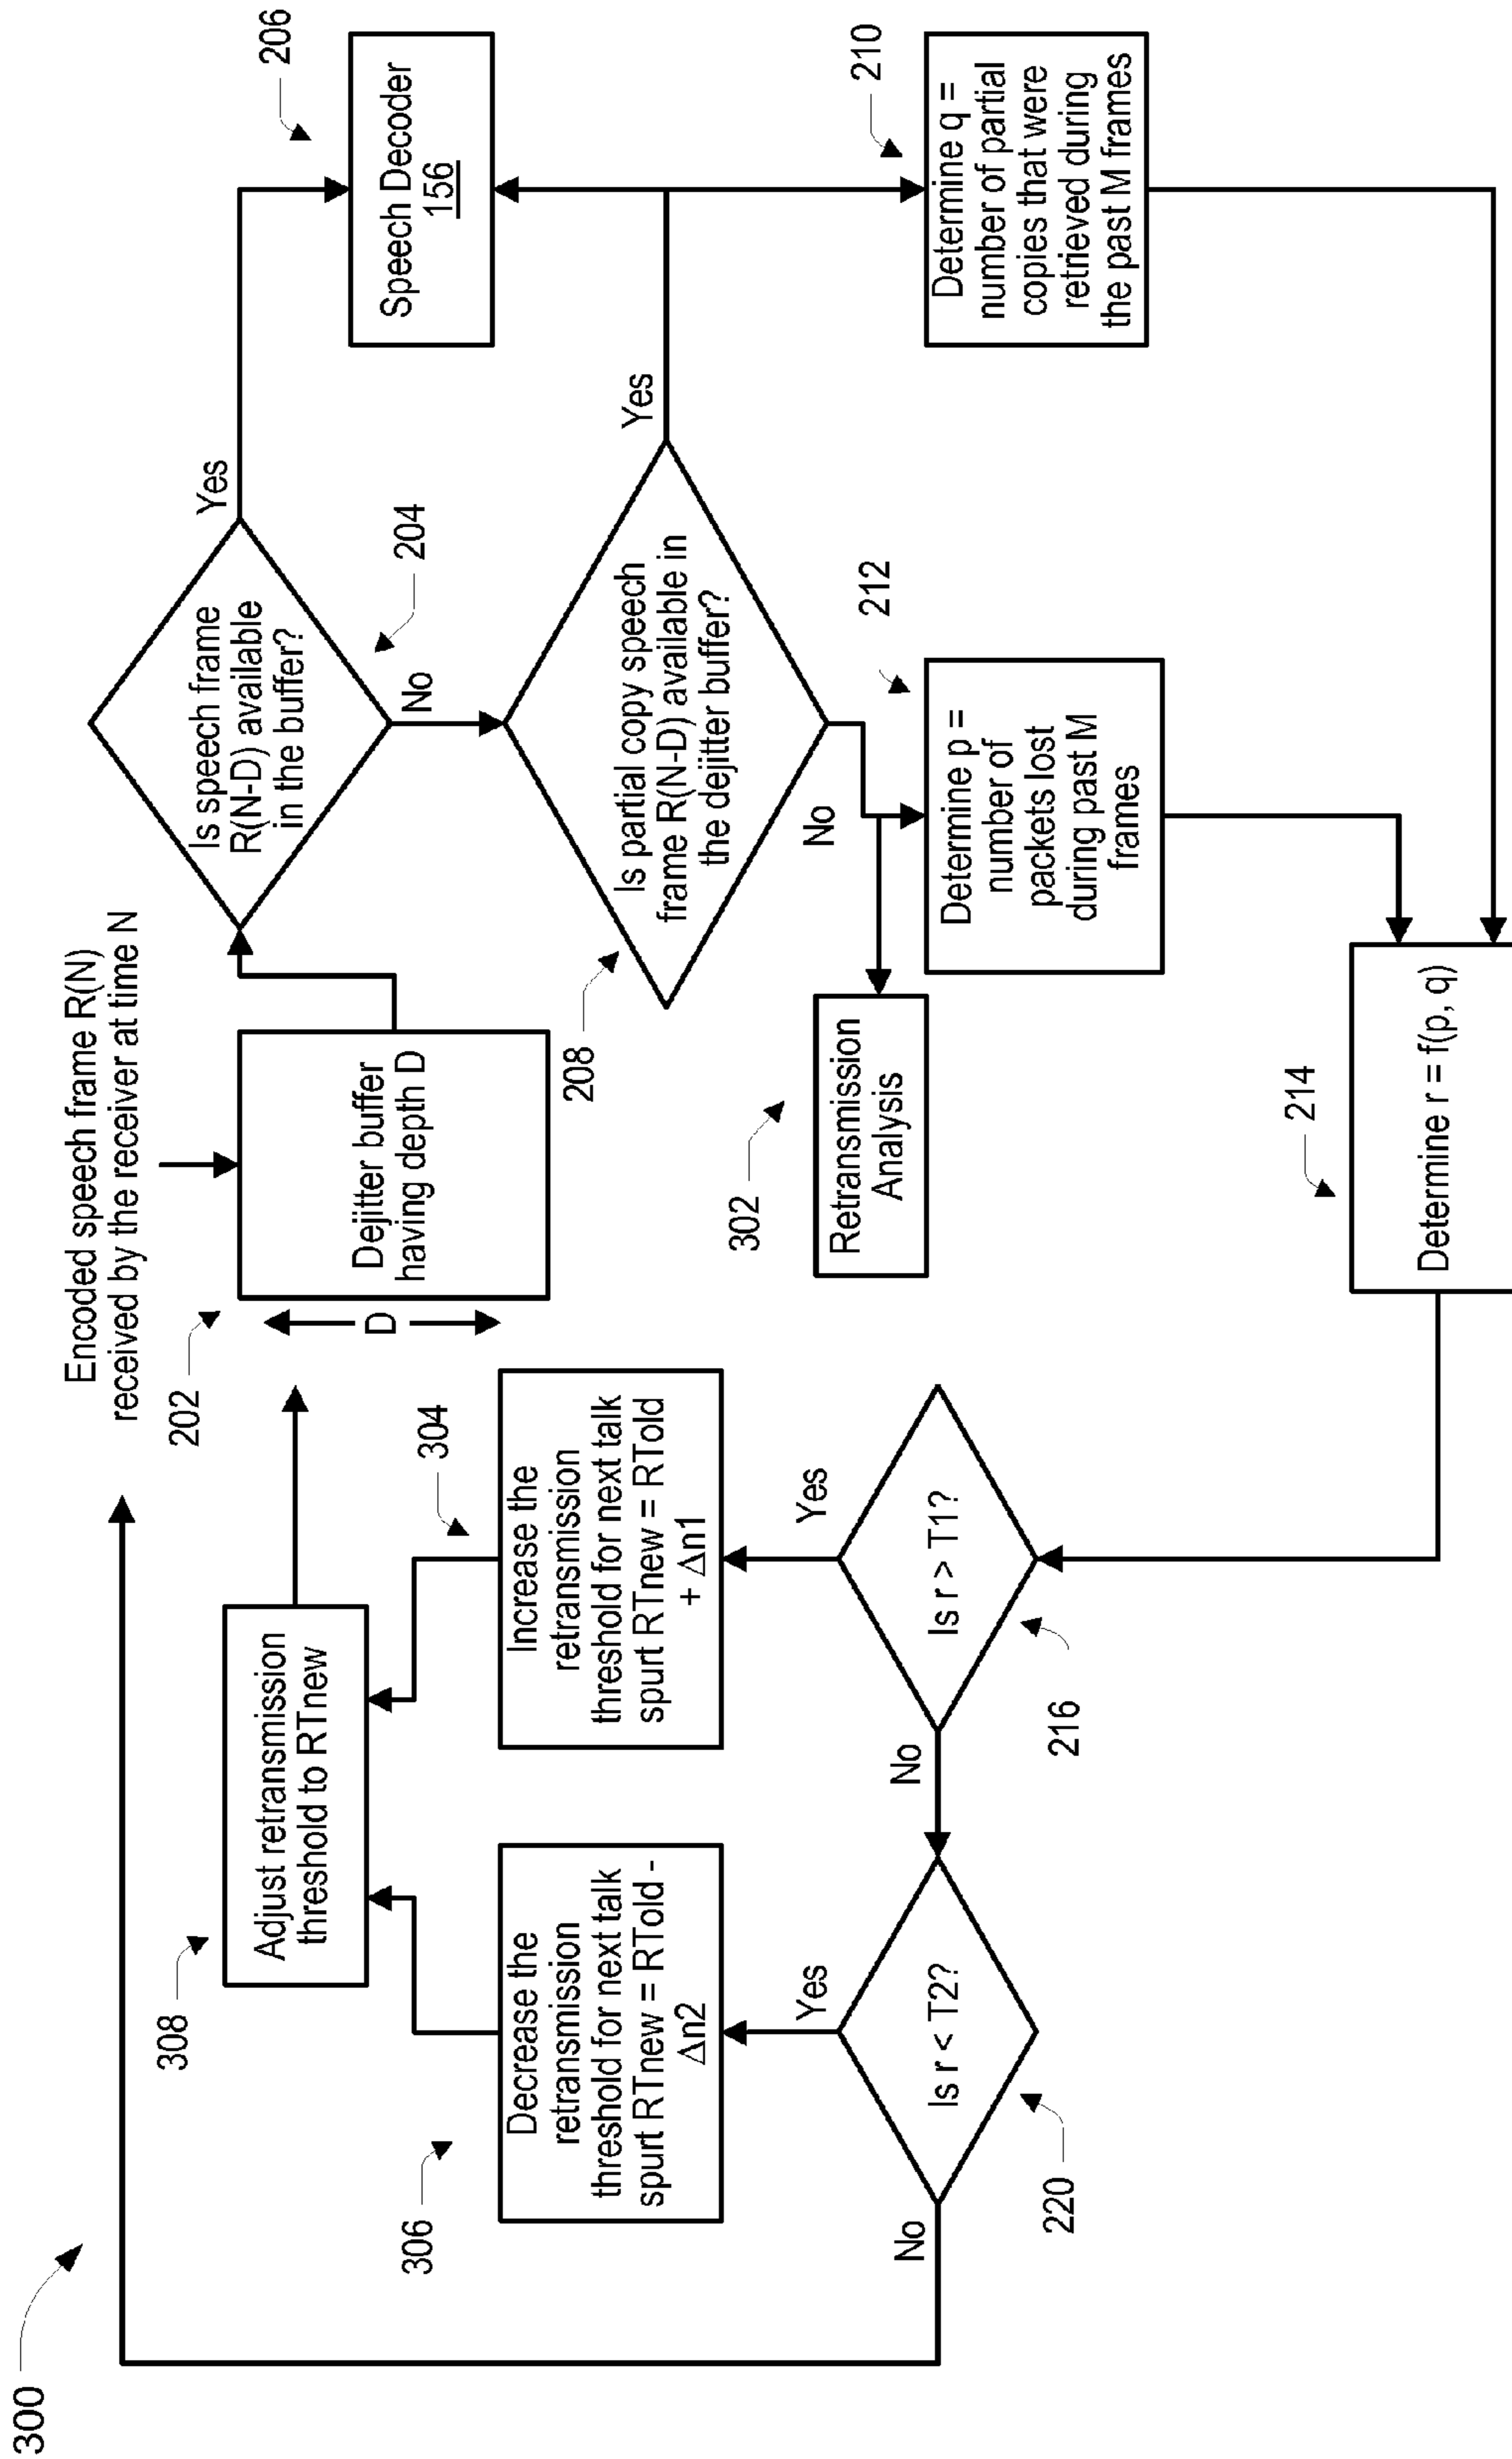 300
Encoded speech frame R(N)
received by the receiver at time N
202
Dejitter buffer
having depth D
D
Is speech frame
R(N-D) available
in the buffer?
204
Yes
No
206
Speech Decoder
156
208
Is partial copy speech
frame R(N-D) available in
the dejitter buffer?
Yes
No
210
Determine q =
number of partial
copies that were
retrieved during
the past M frames
212
Determine p =
number of
packets lost
during past M
frames
302
Retransmission
Analysis
214
Determine r = f(p, q)
216
Is r > T1?
Yes
No
304
Increase the
retransmission
threshold for next talk
spurt RTnew = RTold
+ Δn1
220
Is r < T2?
Yes
No
306
Decrease the
retransmission
threshold for next talk
spurt RTnew = RTold -
Δn2
308
Adjust retransmission
threshold to RTnew